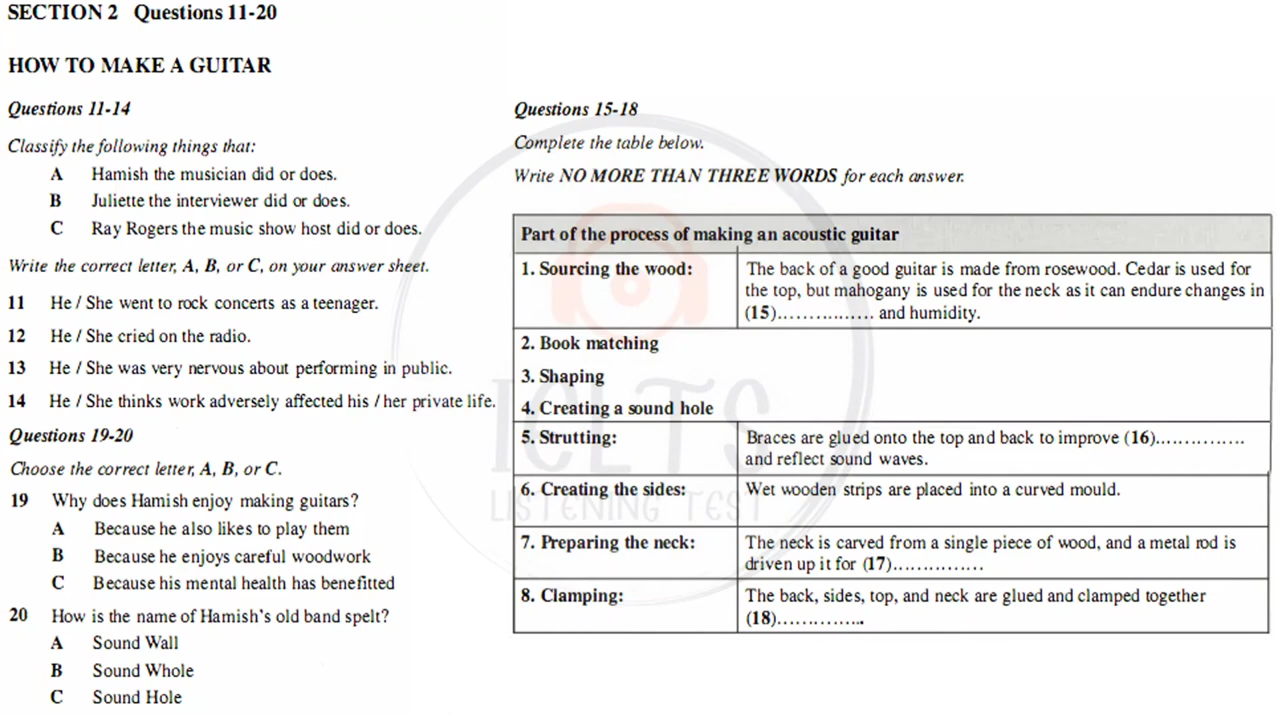 SECTION 2 Questions 11-20
HOW TO MAKE A GUITAR
Questions 11-14
Classify the following things that:
A Hamish the musician did or does.
B Juliette the interviewer did or does.
C Ray Rogers the music show host did or does.
Write the correct letter, A, B, or C, on your answer sheet.
11 He / She went to rock concerts as a teenager.
12 He / She cried on the radio.
13 He / She was very nervous about performing in public.
14 He / She thinks work adversely affected his / her private life.
Questions 19-20
Choose the correct letter, A, B, or C.
19 Why does Hamish enjoy making guitars?
A Because he also likes to play them
B Because he enjoys careful woodwork
C Because his mental health has benefitted
20 How is the name of Hamish's old band spelt?
A Sound Wall
B Sound Whole
C Sound Hole
Questions 15-18
Complete the table below.
Write NO MORE THAN THREE WORDS for each answer.
Part of the process of making an acoustic guitar
1. Sourcing the wood:
The back of a good guitar is made from rosewood. Cedar is used for
the top, but mahogany is used for the neck as it can endure changes in
(15)…………… and humidity.
2. Book matching
3. Shaping
4. Creating a sound hole
5. Strutting:
Braces are glued onto the top and back to improve (16)……………
and reflect sound waves.
6. Creating the sides:
Wet wooden strips are placed into a curved mould.
7. Preparing the neck:
The neck is carved from a single piece of wood, and a metal rod is
driven up it for (17)……………
8. Clamping:
The back, sides, top, and neck are glued and clamped together
(18)…………..
IELTS
LISTENING TEST